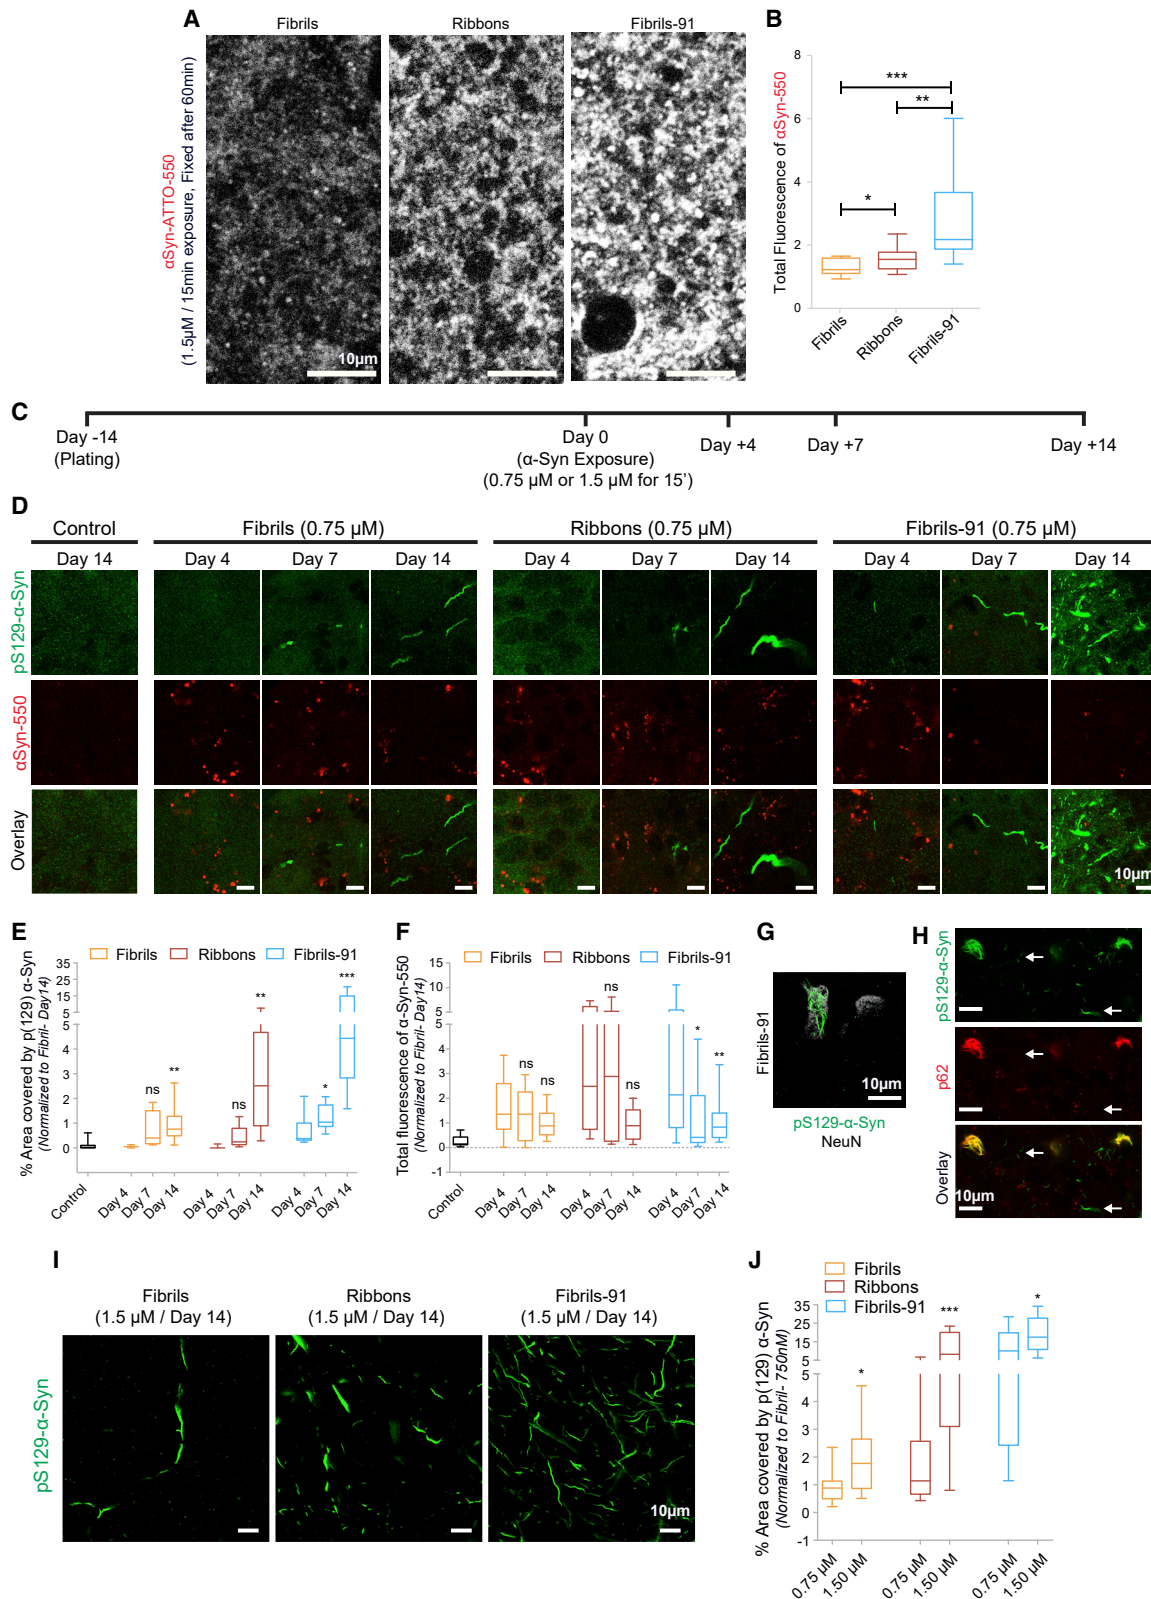 A
Fibrils
Ribbons
Fibrils-91
αSyn-ATTO-550
(1.5μM / 15min exposure, Fixed after 60min)
10μm
B
Total Fluorescence of αSyn-550
8
6
4
2
0
***
**
*
Fibrils
Ribbons
Fibrils-91
C
Day -14
(Plating)
Day 0
(α-Syn Exposure)
(0.75 μM or 1.5 μM for 15’)
Day +4
Day +7
Day +14
D
Control
Fibrils (0.75 μM)
Ribbons (0.75 μM)
Fibrils-91 (0.75 μM)
Day 14
Day 4
Day 7
Day 14
Day 4
Day 7
Day 14
Day 4
Day 7
Day 14
pS129-α-Syn
αSyn-550
Overlay
10μm
E
Fibrils
Ribbons
Fibrils-91
% Area covered by p(129) α-Syn
(Normalized to Fibril- Day14)
35
25
15
5
5
4
3
2
1
0
ns
**
ns
**
*
***
Control
Day 4
Day 7
Day 14
Day 4
Day 7
Day 14
Day 4
Day 7
Day 14
F
Fibrils
Ribbons
Fibrils-91
Total fluorescence of α-Syn-550
(Normalized to Fibril- Day14)
15
10
5
5
4
3
2
1
0
-1
ns
ns
ns
ns
*
**
Control
Day 4
Day 7
Day 14
Day 4
Day 7
Day 14
Day 4
Day 7
Day 14
G
Fibrils-91
10μm
pS129-α-Syn
NeuN
H
pS129-α-Syn
p62
Overlay
10μm
I
Fibrils
(1.5 μM / Day 14)
Ribbons
(1.5 μM / Day 14)
Fibrils-91
(1.5 μM / Day 14)
pS129-α-Syn
10μm
J
Fibrils
Ribbons
Fibrils-91
% Area covered by p(129) α-Syn
(Normalized to Fibril- 750nM)
35
25
15
5
5
4
3
2
1
0
-1
*
***
*
0.75 μM
1.50 μM
0.75 μM
1.50 μM
0.75 μM
1.50 μM